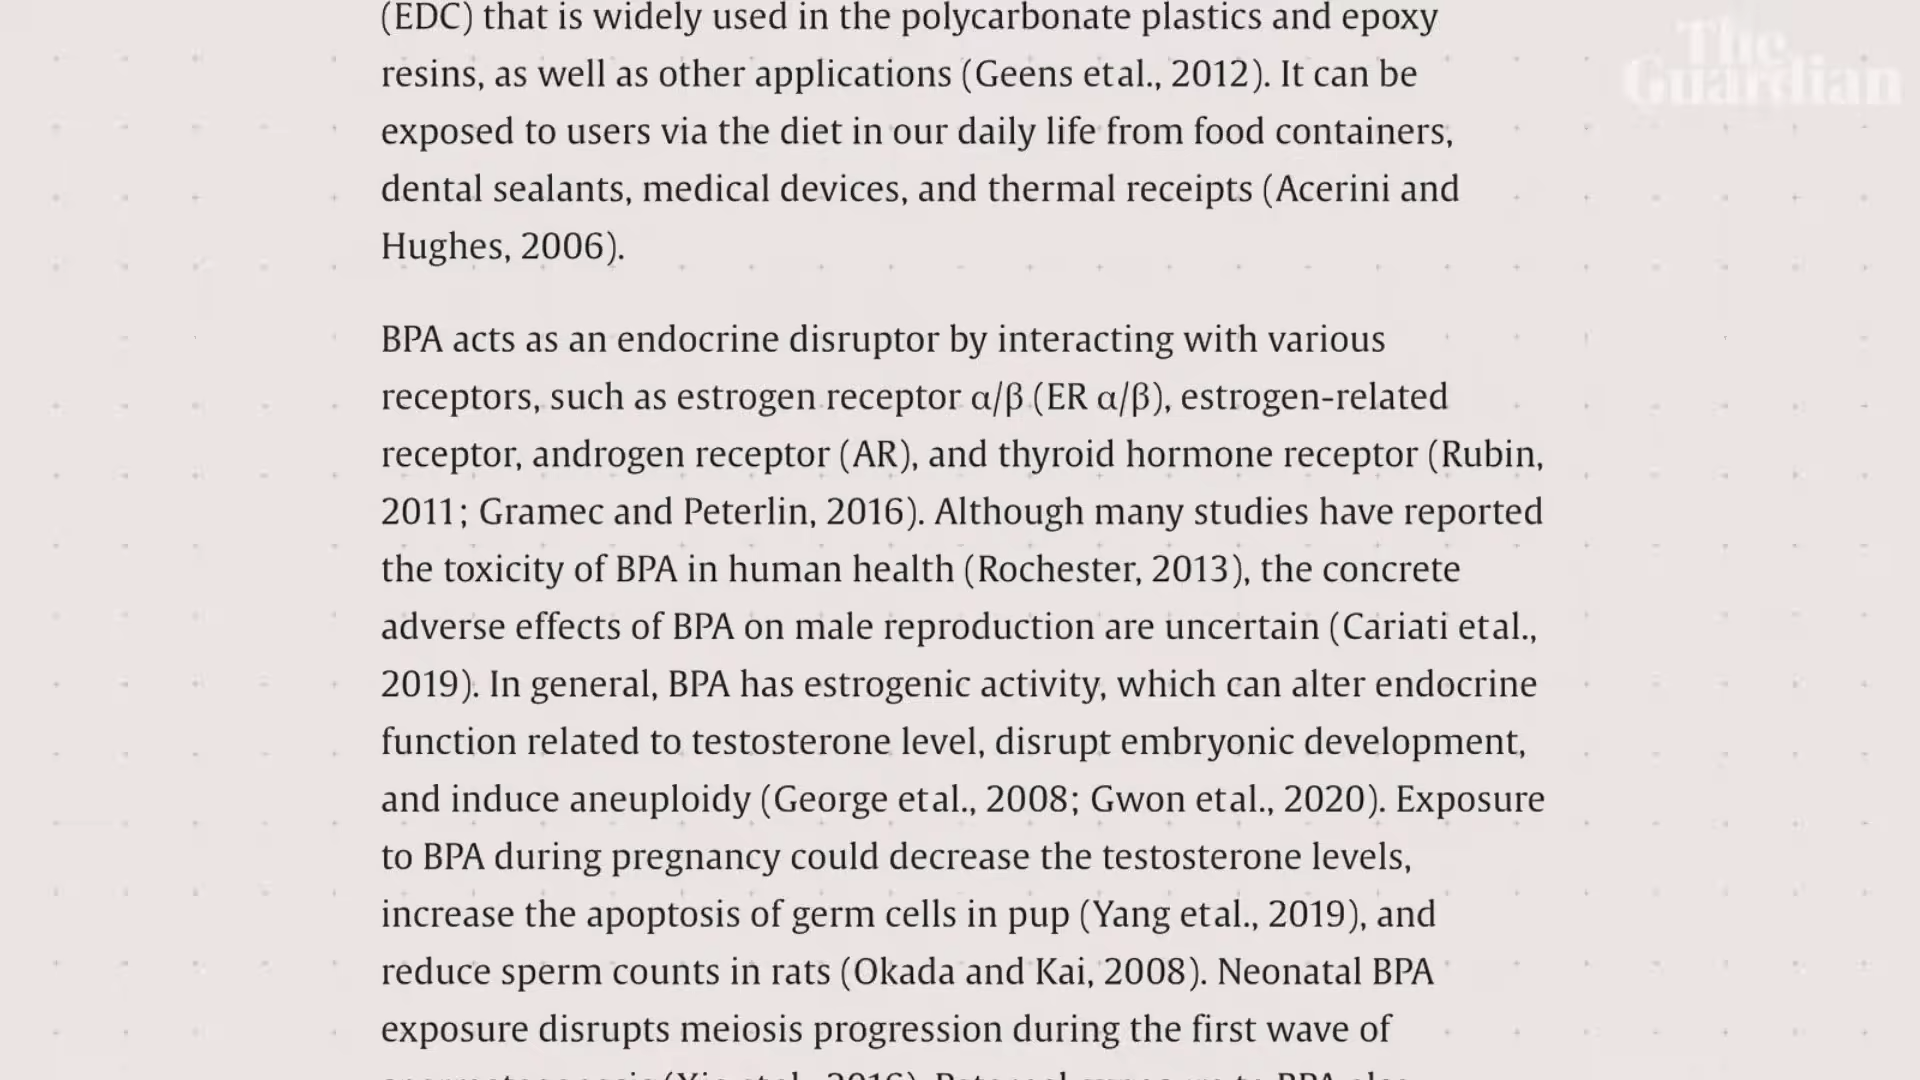 (EDC) that is widely used in the polycarbonate plastics and epoxy
resins, as well as other applications (Geens et al., 2012). It can be
exposed to users via the diet in our daily life from food containers,
dental sealants, medical devices, and thermal receipts (Acerini and
Hughes, 2006).
BPA acts as an endocrine disruptor by interacting with various
receptors, such as estrogen receptor α/β (ER α/β), estrogen-related
receptor, androgen receptor (AR), and thyroid hormone receptor (Rubin,
2011; Gramec and Peterlin, 2016). Although many studies have reported
the toxicity of BPA in human health (Rochester, 2013), the concrete
adverse effects of BPA on male reproduction are uncertain (Cariati et al.,
2019). In general, BPA has estrogenic activity, which can alter endocrine
function related to testosterone level, disrupt embryonic development,
and induce aneuploidy (George et al., 2008; Gwon et al., 2020). Exposure
to BPA during pregnancy could decrease the testosterone levels,
increase the apoptosis of germ cells in pup (Yang et al., 2019), and
reduce sperm counts in rats (Okada and Kai, 2008). Neonatal BPA
exposure disrupts meiosis progression during the first wave of
The
Guardian